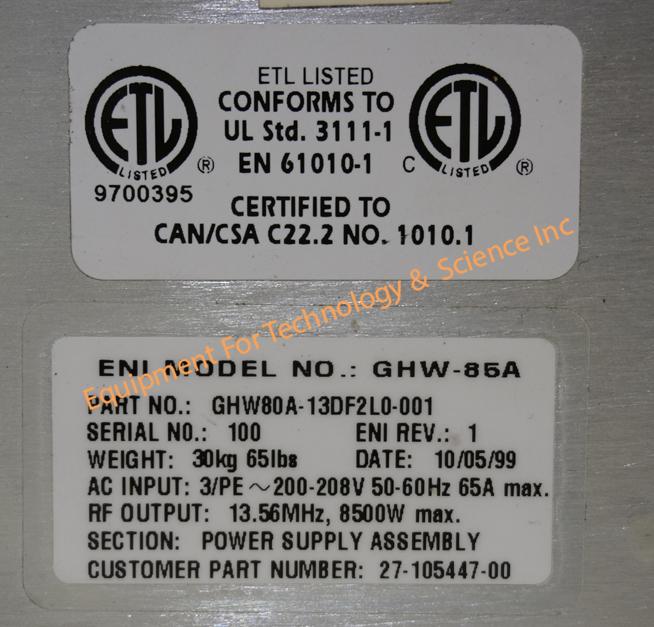 ETL LISTED
CONFORMS TO
UL Std. 3111-1
EN 61010-1
ETL
LISTED
®
9700395
C
ETL
LISTED
®
CERTIFIED TO
CAN/CSA C22.2 NO. 1010.1
Equipment For Technology & Science Inc
ENI MODEL NO.: GHW-85A
PART NO.: GHW80A-13DF2L0-001
SERIAL NO.: 100 ENI REV.: 1
WEIGHT: 30kg 65lbs DATE: 10/05/99
AC INPUT: 3/PE ~ 200-208V 50-60Hz 65A max.
RF OUTPUT: 13.56MHz, 8500W max.
SECTION: POWER SUPPLY ASSEMBLY
CUSTOMER PART NUMBER: 27-105447-00